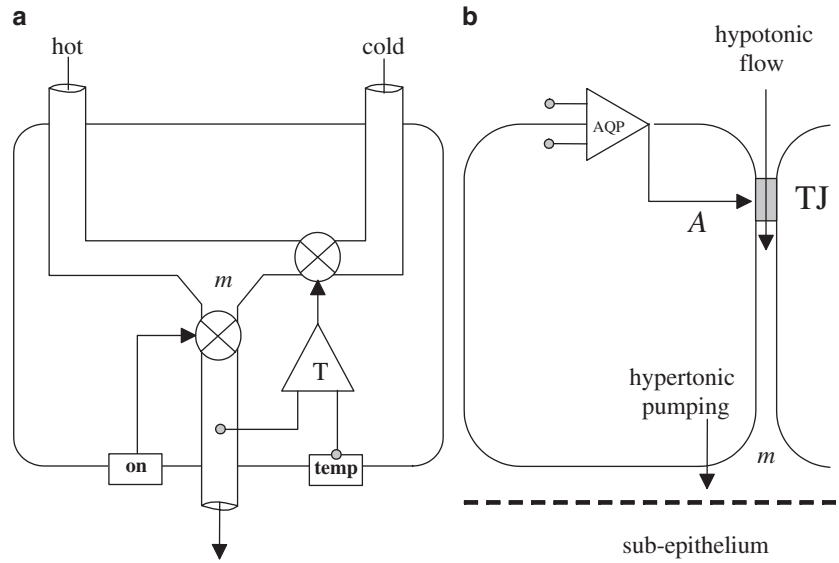 a
hot
cold
m
T
on
temp
b
hypotonic
flow
AQP
TJ
A
hypertonic
pumping
m
sub-epithelium